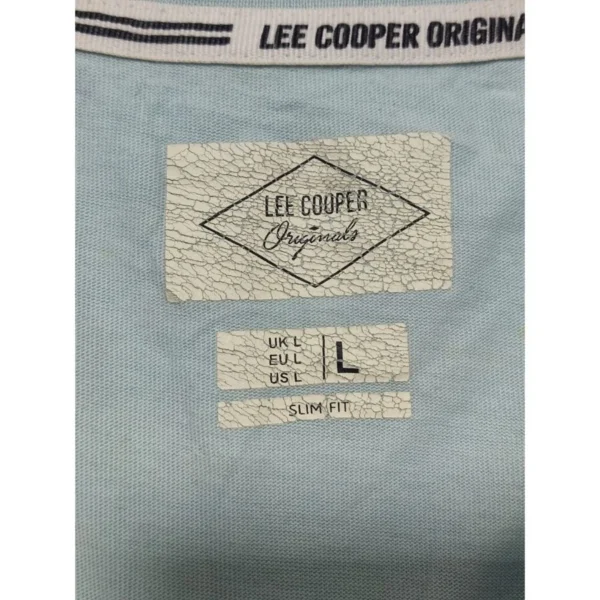 LEE COOPER ORIGINA
LEE COOPER
Originals
UK L
EU L
US L
L
SLIM FIT